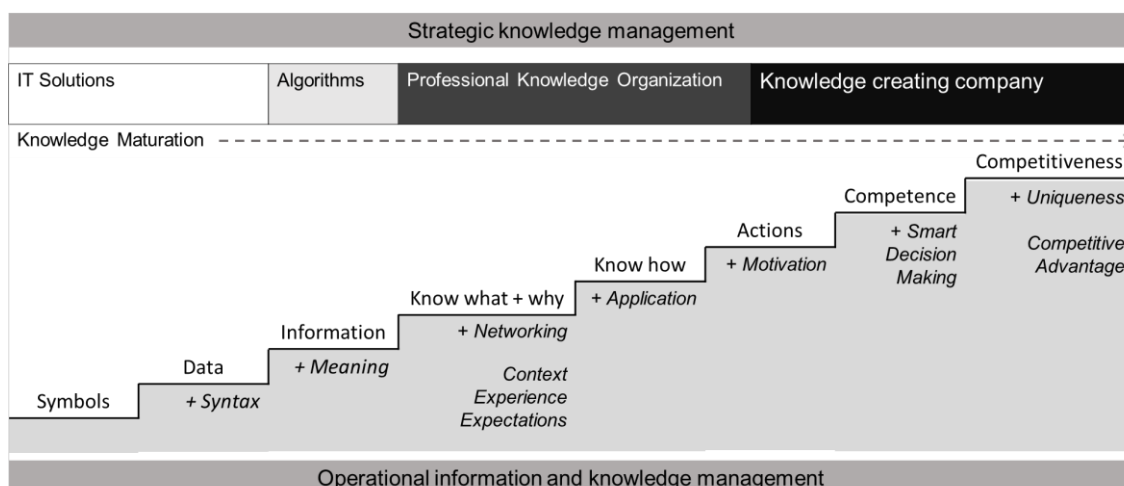 Strategic knowledge management
IT Solutions
Algorithms
Professional Knowledge Organization
Knowledge creating company
Knowledge Maturation
Symbols
Data
+ Syntax
Information
+ Meaning
Know what + why
+ Networking
Context
Experience
Expectations
Know how
+ Application
Actions
+ Motivation
Competence
+ Smart
Decision
Making
Competitiveness
+ Uniqueness
Competitive
Advantage
Operational information and knowledge management